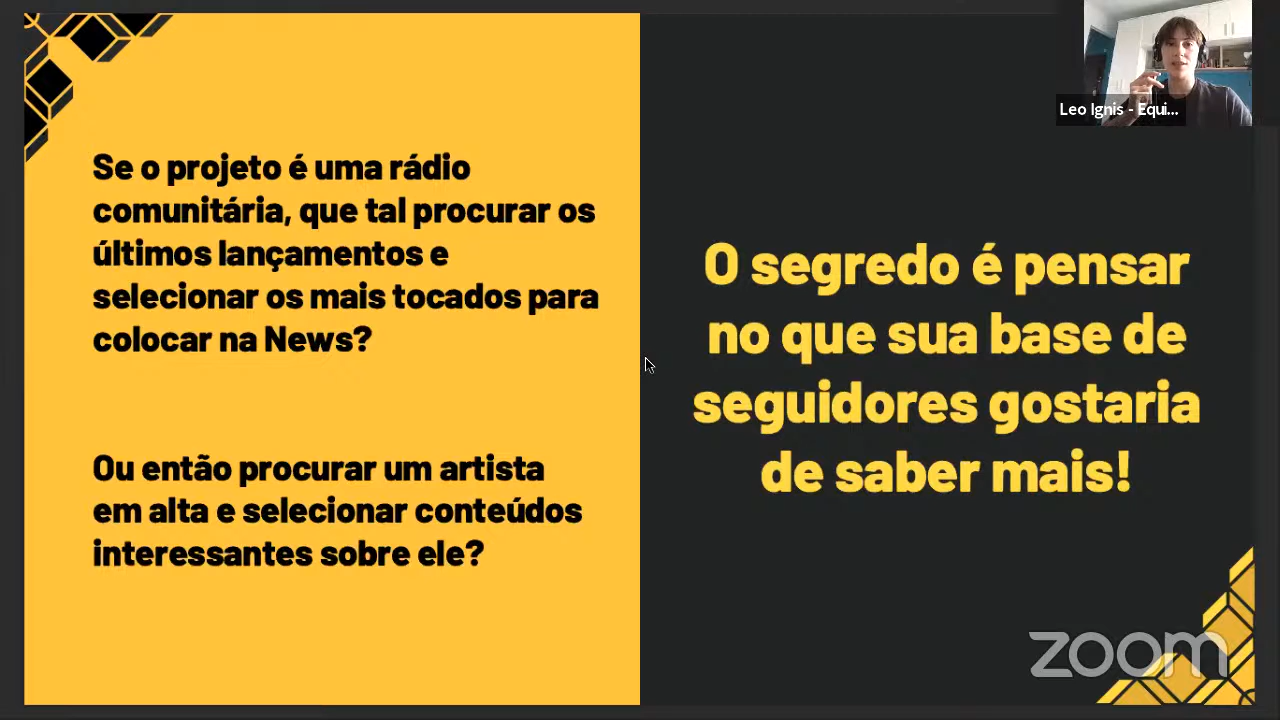 Se o projeto é uma rádio
comunitária, que tal procurar os
últimos lançamentos e
selecionar os mais tocados para
colocar na News?
Ou então procurar um artista
em alta e selecionar conteúdos
interessantes sobre ele?
O segredo é pensar
no que sua base de
seguidores gostaria
de saber mais!
Leo Ignis - Equi...
zoom